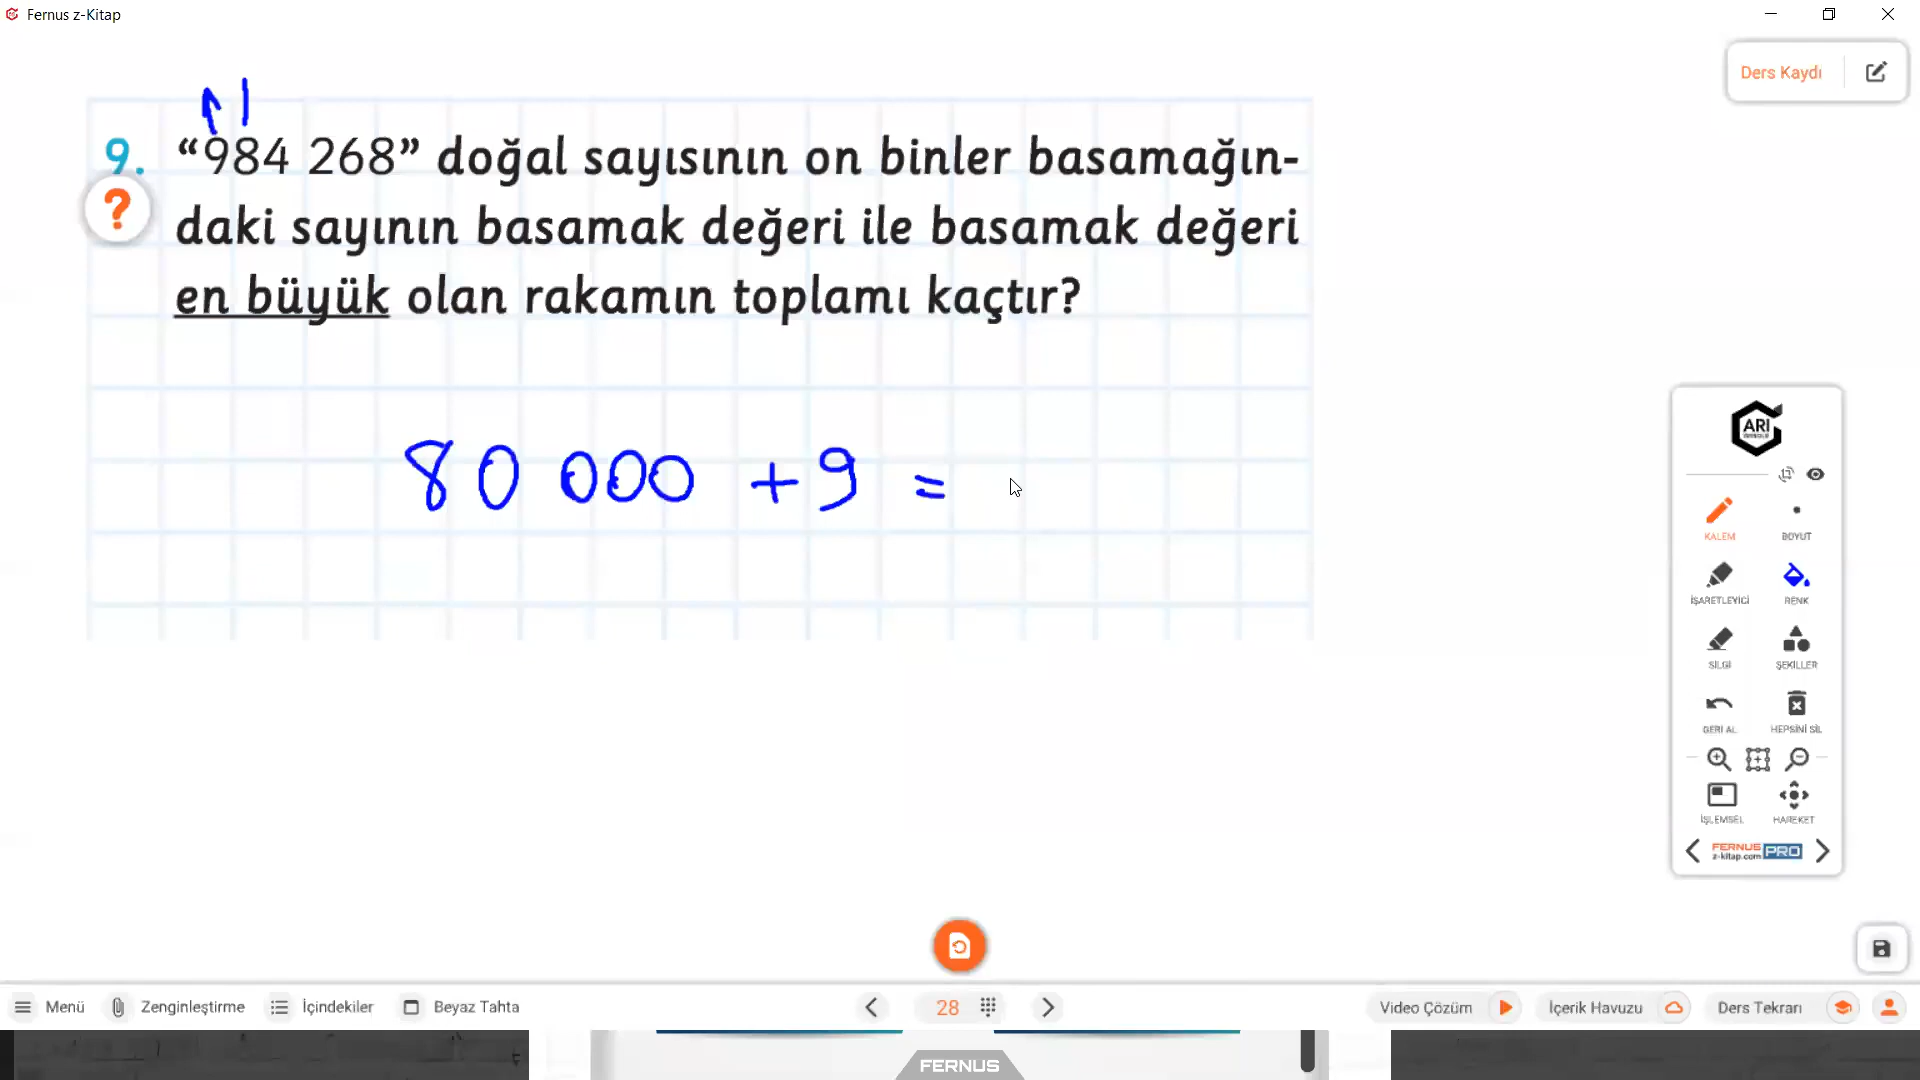 Fernus z-Kitap
Ders Kaydı
9. “984 268” doğal sayısının on binler basamağın-
daki sayının basamak değeri ile basamak değeri
en büyük olan rakamın toplamı kaçtır?
?
80 000 + 9 =
ARI
KALEM
BOYUT
İŞARETLEYİCİ
RENK
SİLGİ
ŞEKİLLER
GERİ AL
HEPSİNİ SİL
İŞLEMSEL
HAREKET
FERNUS
z-kitap.com PRO
Menü
Zenginleştirme
İçindekiler
Beyaz Tahta
28
Video Çözüm
İçerik Havuzu
Ders Tekrarı
FERNUS